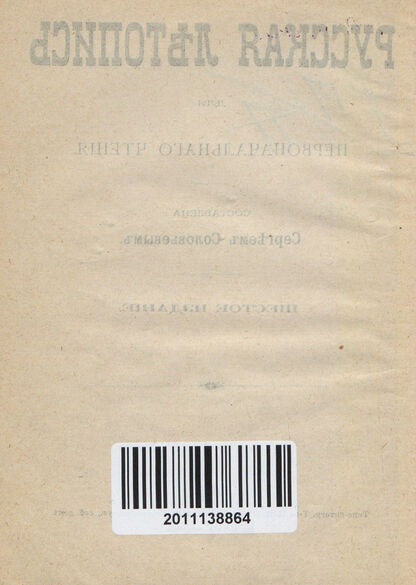 РУССКАЯ ЛѢТОПИСЬ
ДЛЯ
ПЕРВОНАЧАЛЬНАГО ЧТЕНІЯ.
СОСТАВЛЕНА
Сергѣемъ Соловьевымъ.
ШЕСТОЕ ИЗДАНІЕ.
2011138864